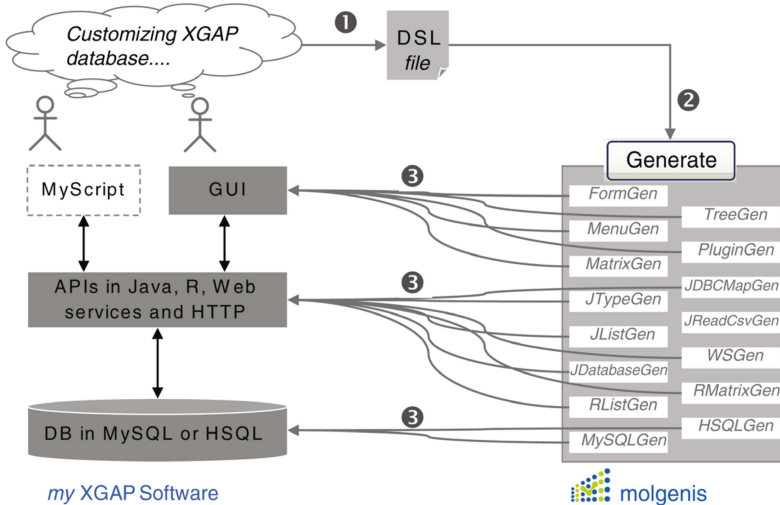 Customizing XGAP
database....
❶
DSL
file
❷
Generate
MyScript
GUI
❸
FormGen
TreeGen
MenuGen
PluginGen
MatrixGen
APIs in Java, R, Web
services and HTTP
❸
JDBCMapGen
JTypeGen
JReadCsvGen
JListGen
WSGen
JDatabaseGen
RMatrixGen
RListGen
DB in MySQL or HSQL
❸
HSQLGen
MySQLGen
my XGAP Software
molgenis